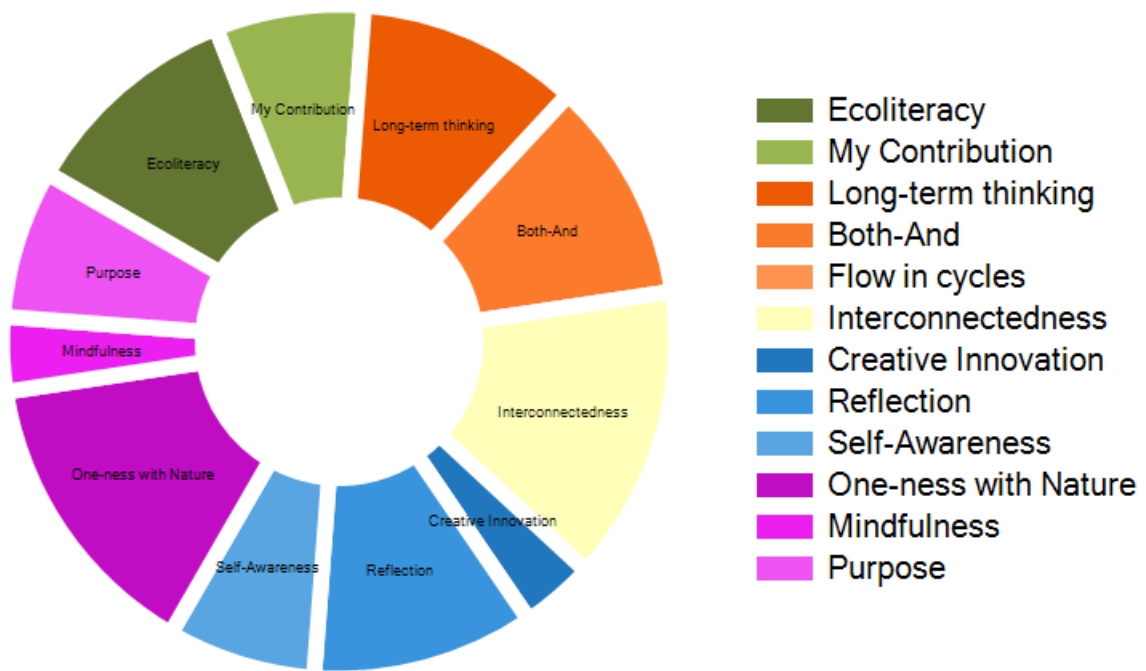 My Contribution
Long-term thinking
Ecoliteracy
Both-And
Purpose
Mindfulness
Interconnectedness
One-ness with Nature
Creative Innovation
Self-Awareness
Reflection
Ecoliteracy
My Contribution
Long-term thinking
Both-And
Flow in cycles
Interconnectedness
Creative Innovation
Reflection
Self-Awareness
One-ness with Nature
Mindfulness
Purpose